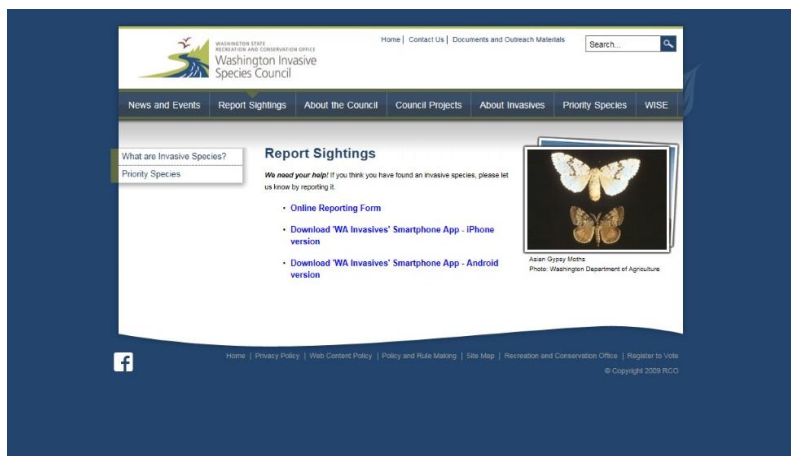 WASHINGTON STATE
RECREATION AND CONSERVATION OFFICE
Washington Invasive
Species Council
Home | Contact Us | Documents and Outreach Materials
Search...
News and Events
Report Sightings
About the Council
Council Projects
About Invasives
Priority Species
WISE
What are Invasive Species?
Priority Species
Report Sightings
We need your help! If you think you have found an invasive species, please let
us know by reporting it.
• Online Reporting Form
• Download 'WA Invasives' Smartphone App - iPhone
version
• Download 'WA Invasives' Smartphone App - Android
version
Asian Gypsy Moths
Photo: Washington Department of Agriculture
Home | Privacy Policy | Web Content Policy | Policy and Rule Making | Site Map | Recreation and Conservation Office | Register to Vote
© Copyright 2009 RCO